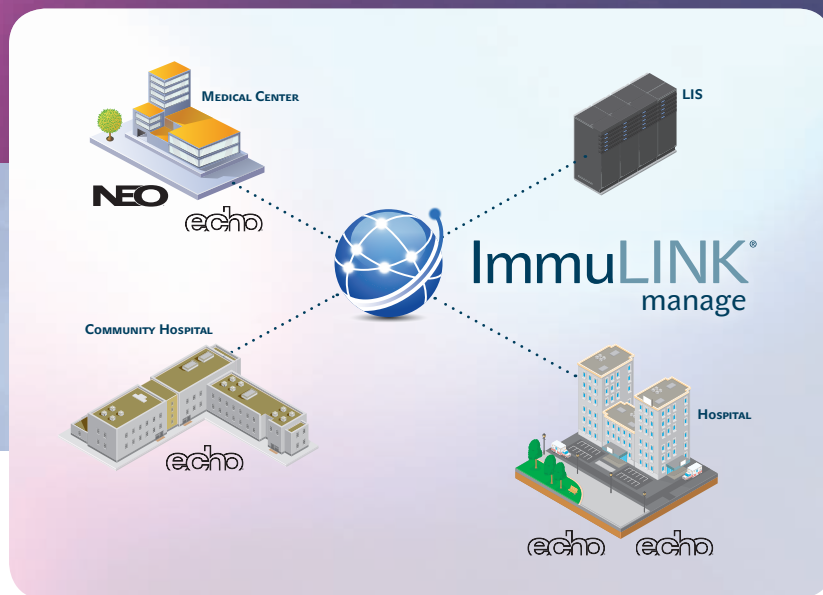 Medical Center
LIS
NEO
echo
ImmuLINK®
manage
Community Hospital
echo
Hospital
echo echo